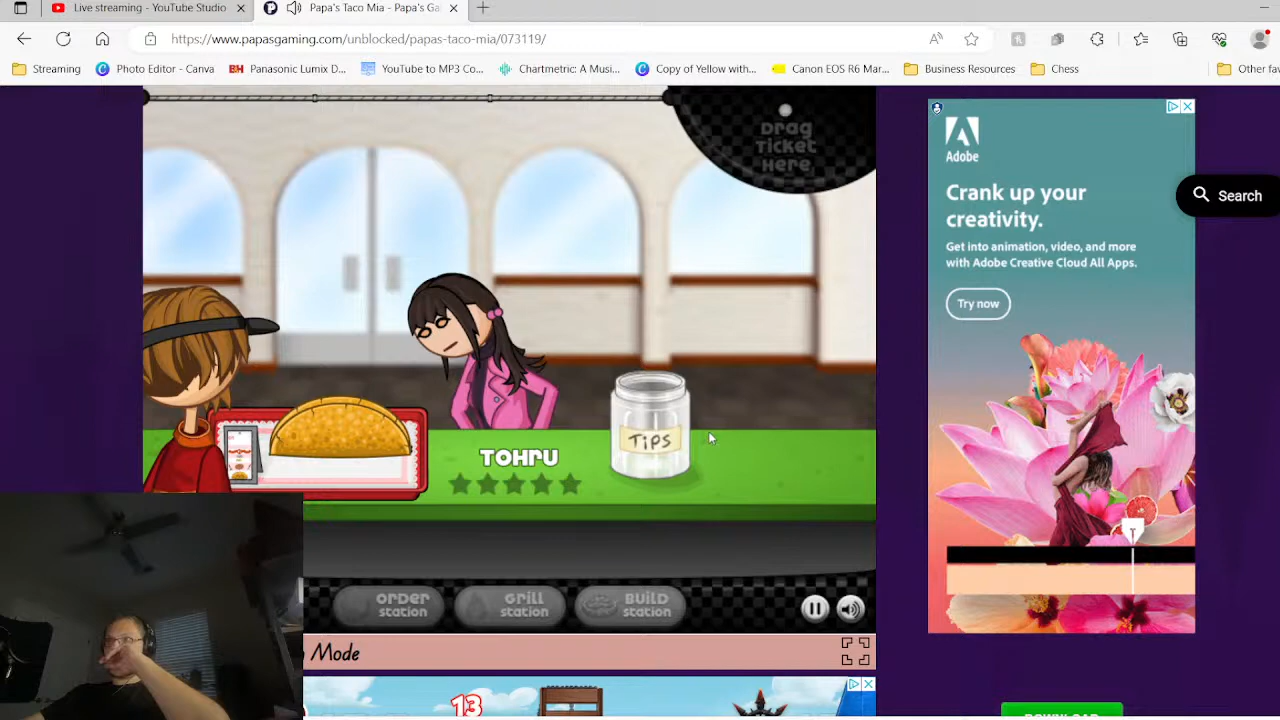 Live streaming - YouTube Studio
Papa's Taco Mia - Papa's Ga
https://www.papasgaming.com/unblocked/papas-taco-mia/073119/
Streaming
Photo Editor - Canva
Panasonic Lumix D...
YouTube to MP3 Co...
Chartmetric: A Musi...
Copy of Yellow with...
Canon EOS R6 Mar...
Business Resources
Chess
Other fav
Drag
Ticket
Here
TIPS
TOHRU
ORDER
station
GRILL
station
BUILD
station
Mode
13
Adobe
Crank up your
creativity.
Get into animation, video, and more
with Adobe Creative Cloud All Apps.
Try now
Search
DOWNLOAD